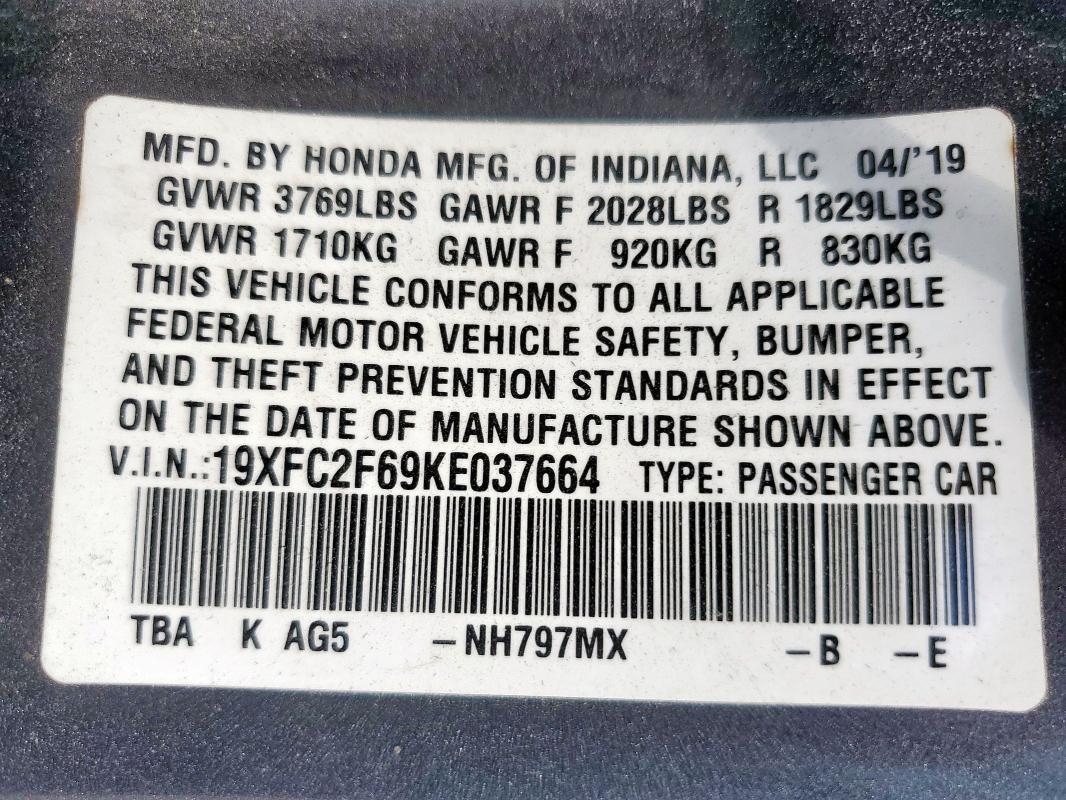 MFD. BY HONDA MFG. OF INDIANA, LLC 04/'19
GVWR 3769LBS GAWR F 2028LBS R 1829LBS
GVWR 1710KG GAWR F 920KG R 830KG
THIS VEHICLE CONFORMS TO ALL APPLICABLE
FEDERAL MOTOR VEHICLE SAFETY, BUMPER,
AND THEFT PREVENTION STANDARDS IN EFFECT
ON THE DATE OF MANUFACTURE SHOWN ABOVE.
V.I.N.:19XFC2F69KE037664 TYPE: PASSENGER CAR
TBA K AG5 –NH797MX –B –E